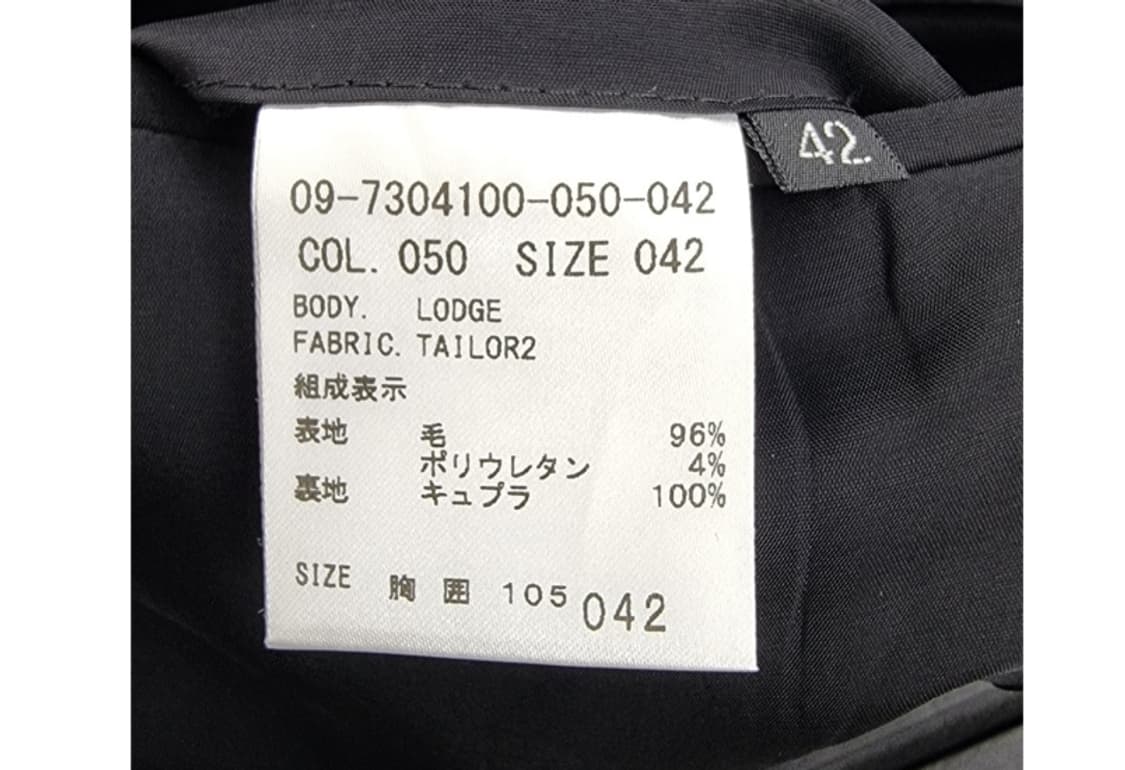 42
09-7304100-050-042
COL. 050 SIZE 042
BODY. LODGE
FABRIC. TAILOR2
組成表示
表地 毛 96%
ポリウレタン 4%
裏地 キュプラ 100%
SIZE 胸 囲 105 042